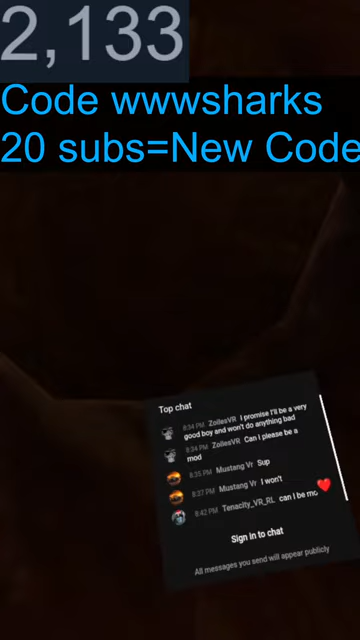 2,133
Code wwwsharks
20 subs=New Code
Top chat
8:34 PM ZollesVR I promise I'll be a very
good boy and won't do anything bad
8:34 PM ZollesVR Can I please be a
mod
8:35 PM Mustang Vr Sup
8:37 PM Mustang Vr I won't
8:42 PM Tenacity_VR_RL can I be mo
Sign in to chat
All messages you send will appear publicly